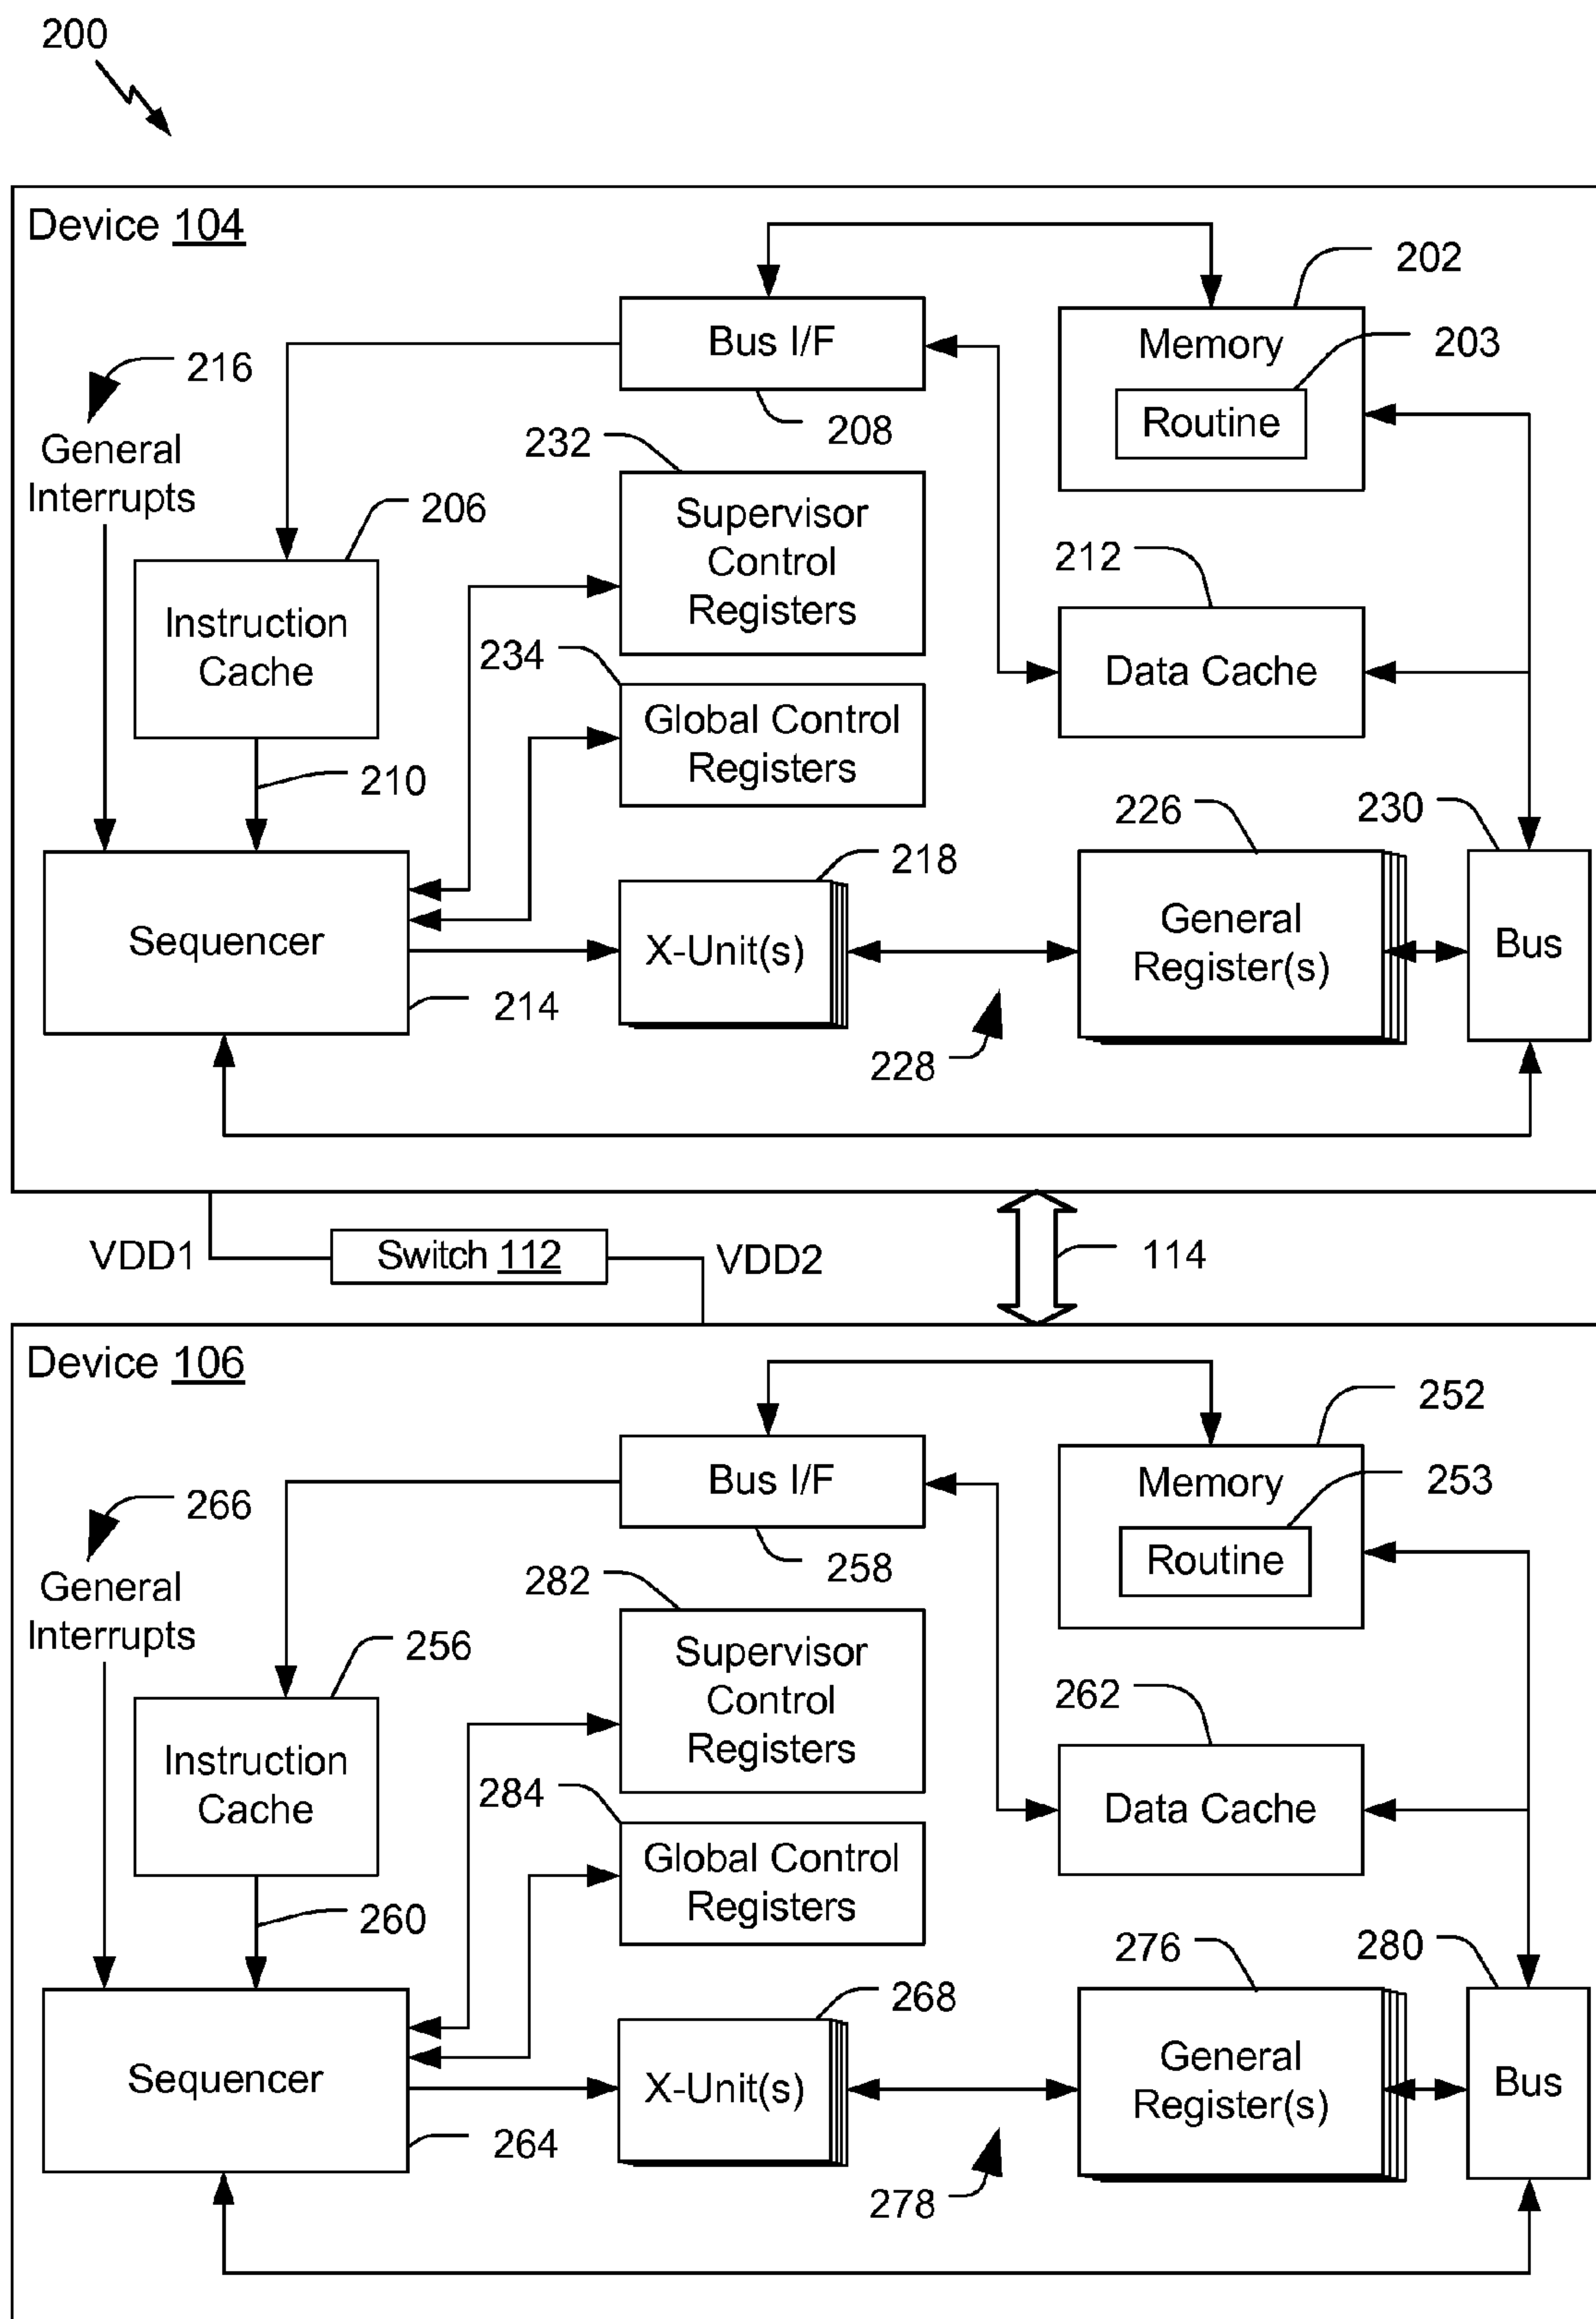 200
Device 104
202
Bus I/F
Memory
203
216
Routine
208
General
Interrupts
232
206
Supervisor
Control
Registers
212
Instruction
Cache
234
Data Cache
Global Control
Registers
210
226
230
218
Sequencer
X-Unit(s)
General
Register(s)
Bus
214
228
VDD1
Switch 112
VDD2
114
Device 106
252
Bus I/F
Memory
253
266
Routine
258
General
Interrupts
282
256
Supervisor
Control
Registers
262
Instruction
Cache
284
Data Cache
Global Control
Registers
260
276
280
268
Sequencer
X-Unit(s)
General
Register(s)
Bus
264
278